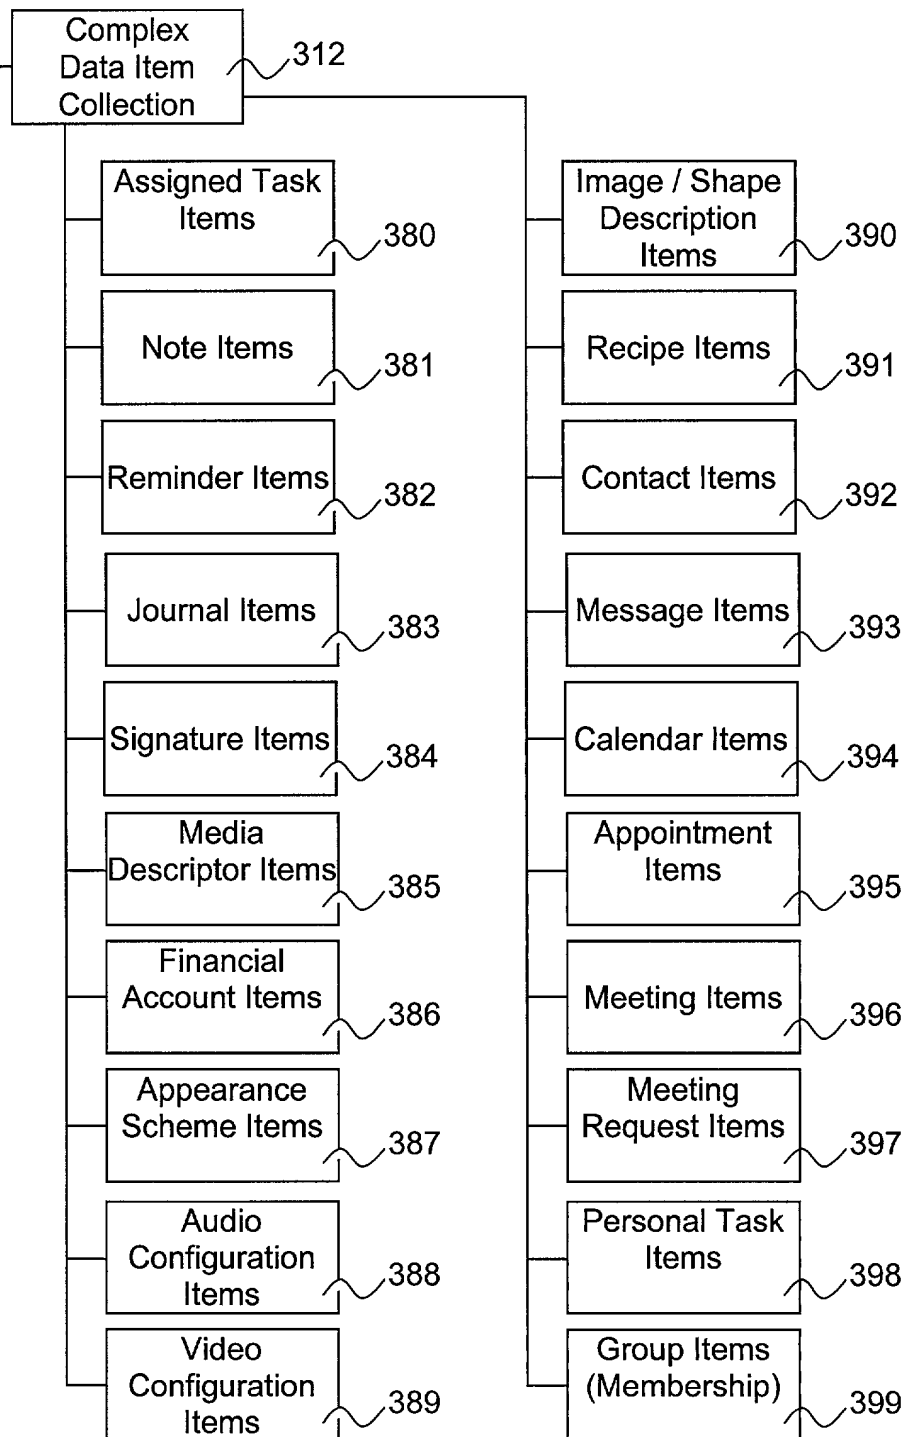 Complex
Data Item
Collection
312
Assigned Task
Items
380
Note Items
381
Reminder Items
382
Journal Items
383
Signature Items
384
Media
Descriptor Items
385
Financial
Account Items
386
Appearance
Scheme Items
387
Audio
Configuration
Items
388
Video
Configuration
Items
389
Image / Shape
Description
Items
390
Recipe Items
391
Contact Items
392
Message Items
393
Calendar Items
394
Appointment
Items
395
Meeting Items
396
Meeting
Request Items
397
Personal Task
Items
398
Group Items
(Membership)
399